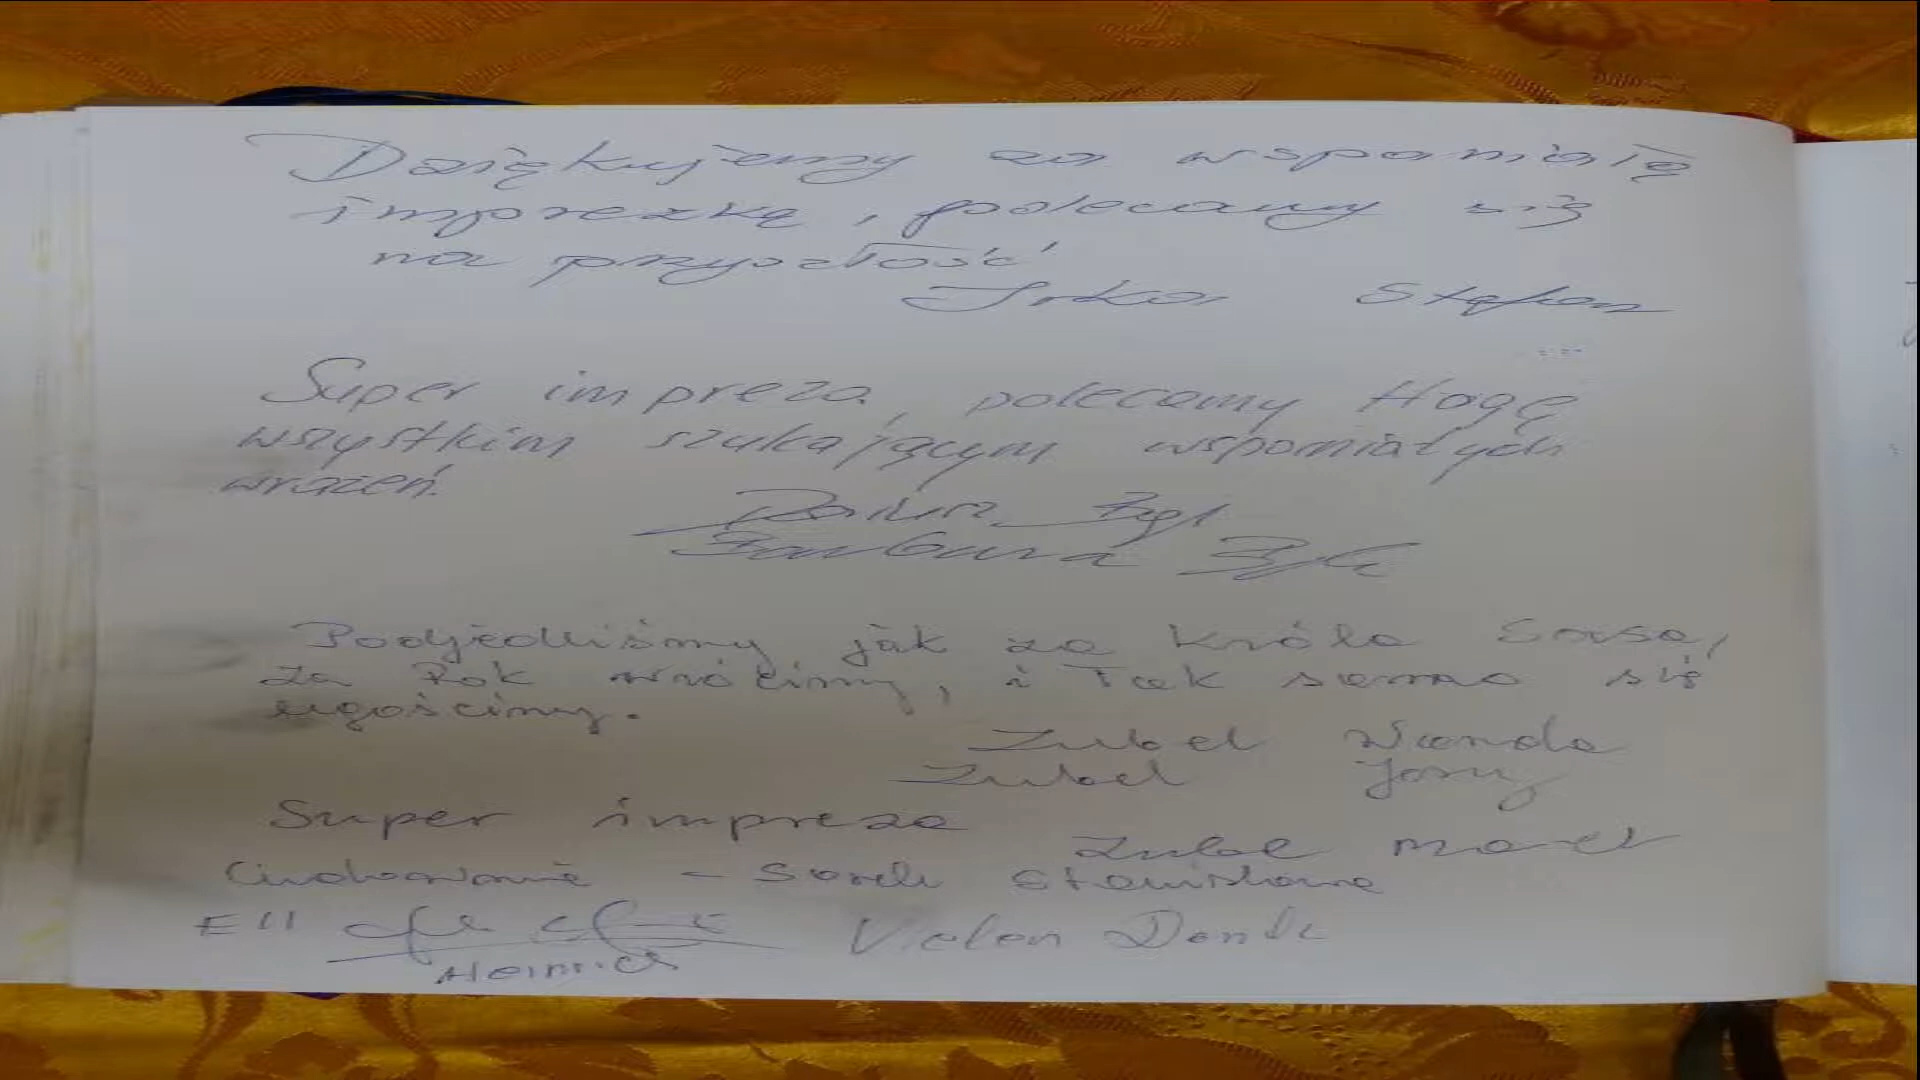 Dziękujemy za wspaniałą
imprezkę, polecamy się
na przyszłość
Stefan
Super impreza, polecamy Hagę
wszystkim szukającym wspaniałych
wrażeń.
Barbara
Podjedliśmy jak za Króla Sasa,
za Rok wrócimy, i Tak samo się
ugościmy.
Zubel Wanda
Zubel Jerzy
Super impreza
Stanisława
Heinrich